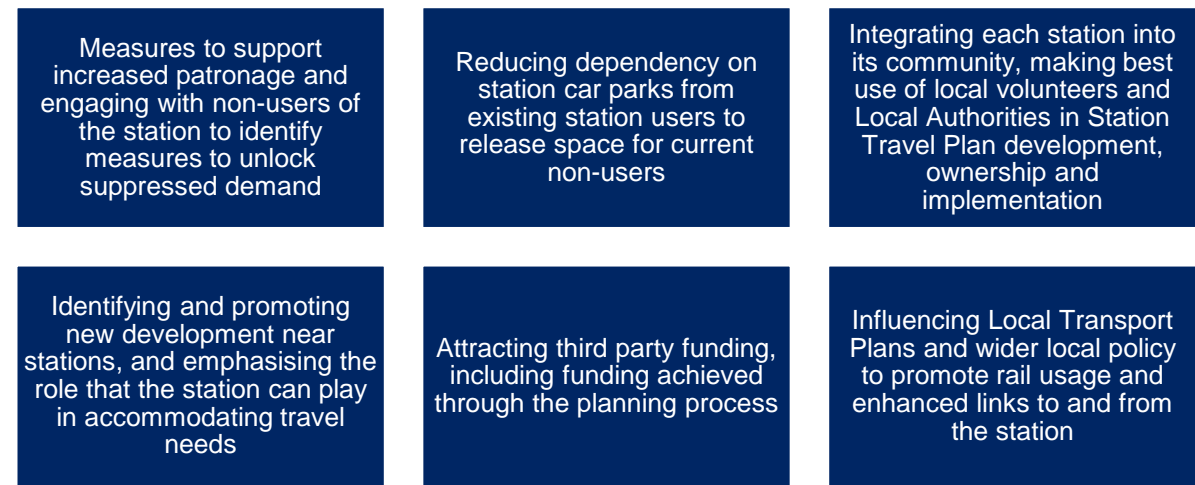 Measures to support
increased patronage and
engaging with non-users of
the station to identify
measures to unlock
suppressed demand
Reducing dependency on
station car parks from
existing station users to
release space for current
non-users
Integrating each station into
its community, making best
use of local volunteers and
Local Authorities in Station
Travel Plan development,
ownership and
implementation
Identifying and promoting
new development near
stations, and emphasising the
role that the station can play
in accommodating travel
needs
Attracting third party funding,
including funding achieved
through the planning process
Influencing Local Transport
Plans and wider local policy
to promote rail usage and
enhanced links to and from
the station